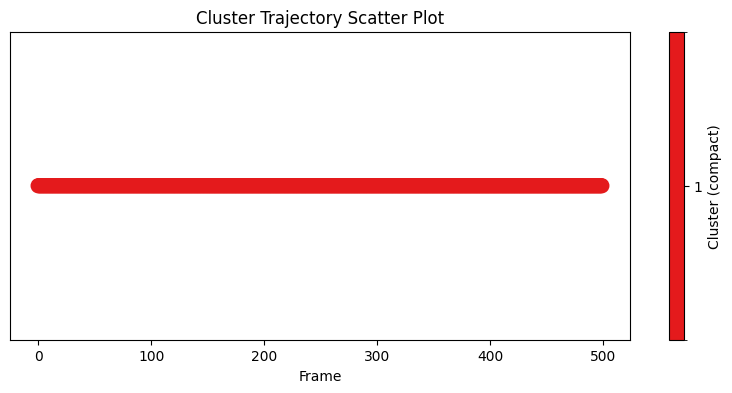 Cluster Trajectory Scatter Plot
1
Cluster (compact)
0 100 200 300 400 500
Frame